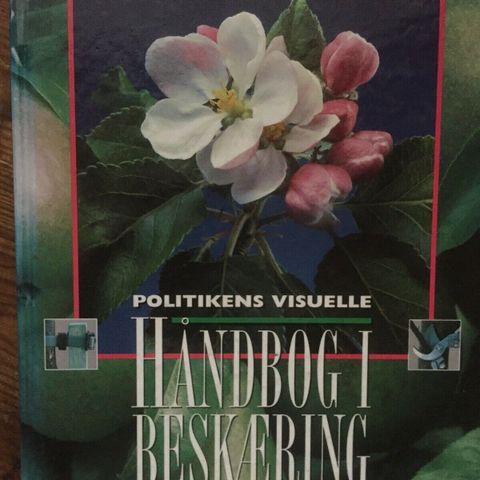 POLITIKENS VISUELLE
HÅNDBOG I
BESKÆRING